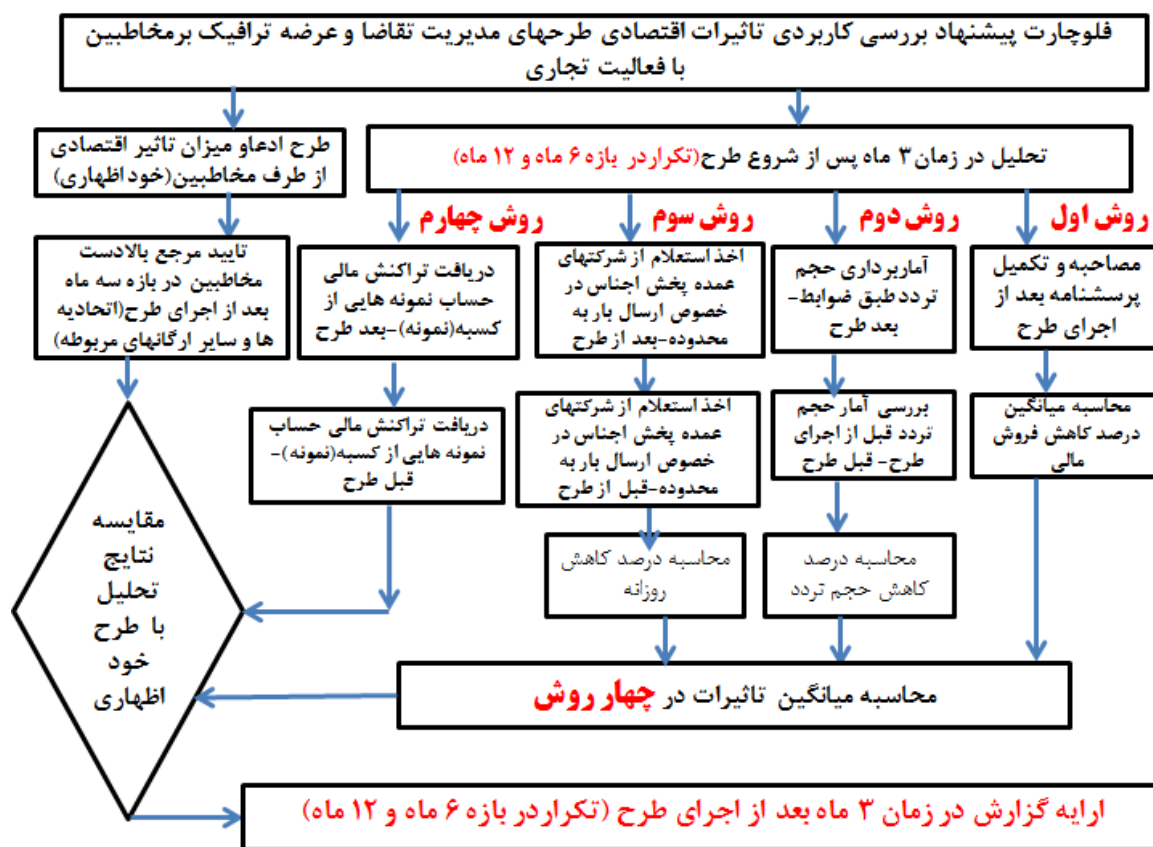 فلوچارت پیشنهاد بررسی کاربردی تاثیرات اقتصادی طرحهای مدیریت تقاضا و عرضه ترافیک برمخاطبین
با فعالیت تجاری
تحلیل در زمان ۳ ماه پس از شروع طرح(تکراردر بازه ۶ ماه و ۱۲ ماه)
طرح ادعاو میزان تاثیر اقتصادی
از طرف مخاطبین(خود اظهاری)
روش اول
روش دوم
روش سوم
روش چهارم
مصاحبه و تکمیل
پرسشنامه بعد از
اجرای طرح
آماربرداری حجم
تردد طبق ضوابط-
بعد طرح
اخذ استعلام از شرکتهای
عمده پخش اجناس در
خصوص ارسال بار به
محدوده-بعد از طرح
دریافت تراکنش مالی
حساب نمونه هایی از
کسبه(نمونه)-بعد طرح
تایید مرجع بالادست
مخاطبین در بازه سه ماه
بعد از اجرای طرح(اتحادیه
ها و سایر ارگانهای مربوطه)
محاسبه میانگین
درصد کاهش فروش
مالی
بررسی آمار حجم
تردد قبل از اجرای
طرح- قبل طرح
اخذ استعلام از شرکتهای
عمده پخش اجناس در
خصوص ارسال بار به
محدوده-قبل از طرح
دریافت تراکنش مالی حساب
نمونه هایی از کسبه(نمونه)-
قبل طرح
محاسبه درصد
کاهش حجم تردد
محاسبه درصد کاهش
روزانه
مقایسه
نتایج
تحلیل
با طرح
خود
اظهاری
محاسبه میانگین تاثیرات در چهار روش
ارایه گزارش در زمان ۳ ماه بعد از اجرای طرح (تکراردر بازه ۶ ماه و ۱۲ ماه)